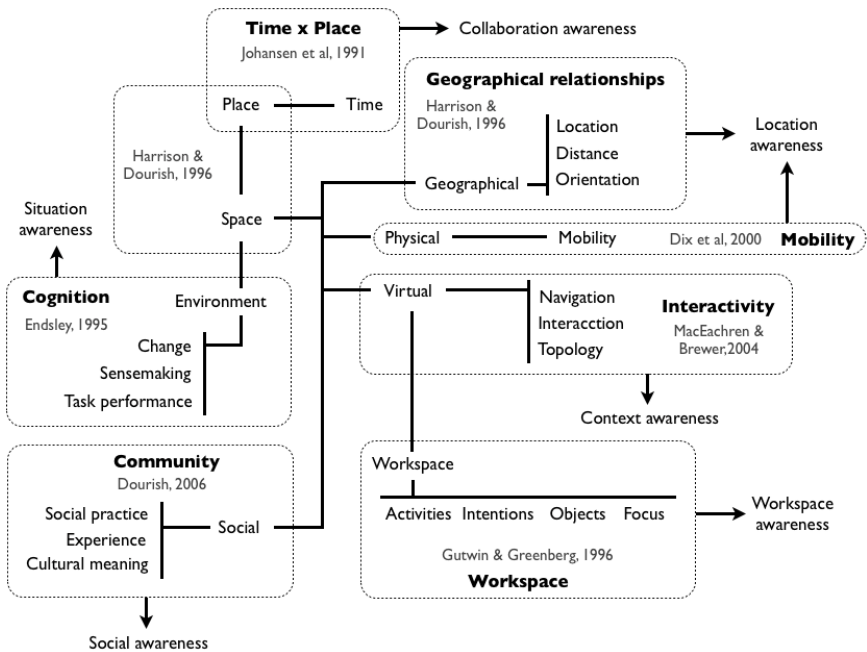 Time x Place
Johansen et al, 1991
Collaboration awareness
Place
Time
Geographical relationships
Harrison &
Dourish, 1996
Location
Distance
Orientation
Geographical
Location
awareness
Harrison &
Dourish, 1996
Space
Situation
awareness
Physical
Mobility
Dix et al, 2000
Mobility
Cognition
Endsley, 1995
Environment
Change
Sensemaking
Task performance
Virtual
Navigation
Interacction
Topology
Interactivity
MacEachren &
Brewer,2004
Context awareness
Community
Dourish, 2006
Social practice
Experience
Cultural meaning
Social
Social awareness
Workspace
Activities
Intentions
Objects
Focus
Gutwin & Greenberg, 1996
Workspace
Workspace
awareness